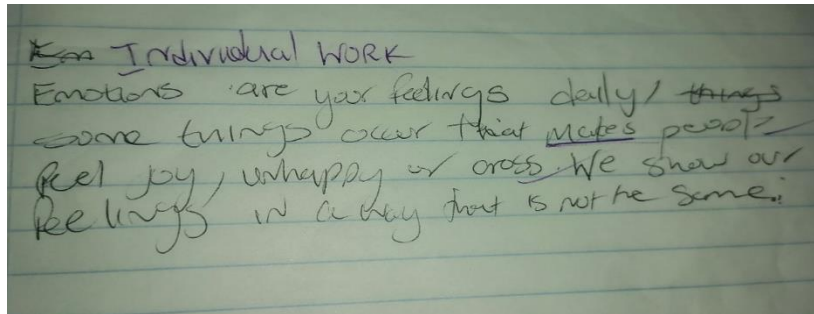 Individual WORK
Emotions are your feelings daily, things
some things occur that makes people
feel joy, unhappy or cross. We show our
feelings in a way that is not the same.